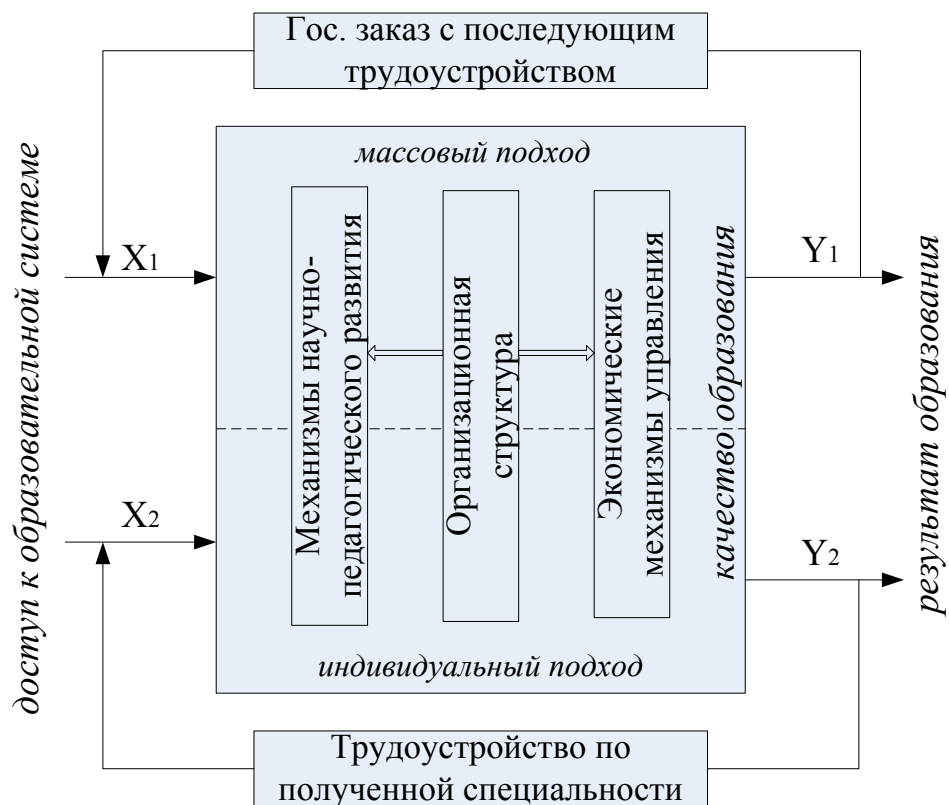 Гос. заказ с последующим
трудоустройством
массовый подход
доступ к образовательной системе
X1
X2
Механизмы научно-
педагогического развития
Организационная
структура
Экономические
механизмы управления
качество образования
Y1
Y2
результат образования
индивидуальный подход
Трудоустройство по
полученной специальности